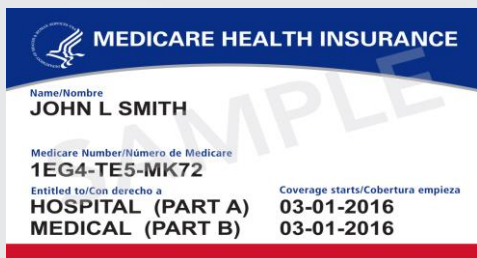 MEDICARE HEALTH INSURANCE
Name/Nombre
JOHN L SMITH
Medicare Number/Número de Medicare
1EG4-TE5-MK72
Entitled to/Con derecho a Coverage starts/Cobertura empieza
HOSPITAL (PART A) 03-01-2016
MEDICAL (PART B) 03-01-2016
SAMPLE